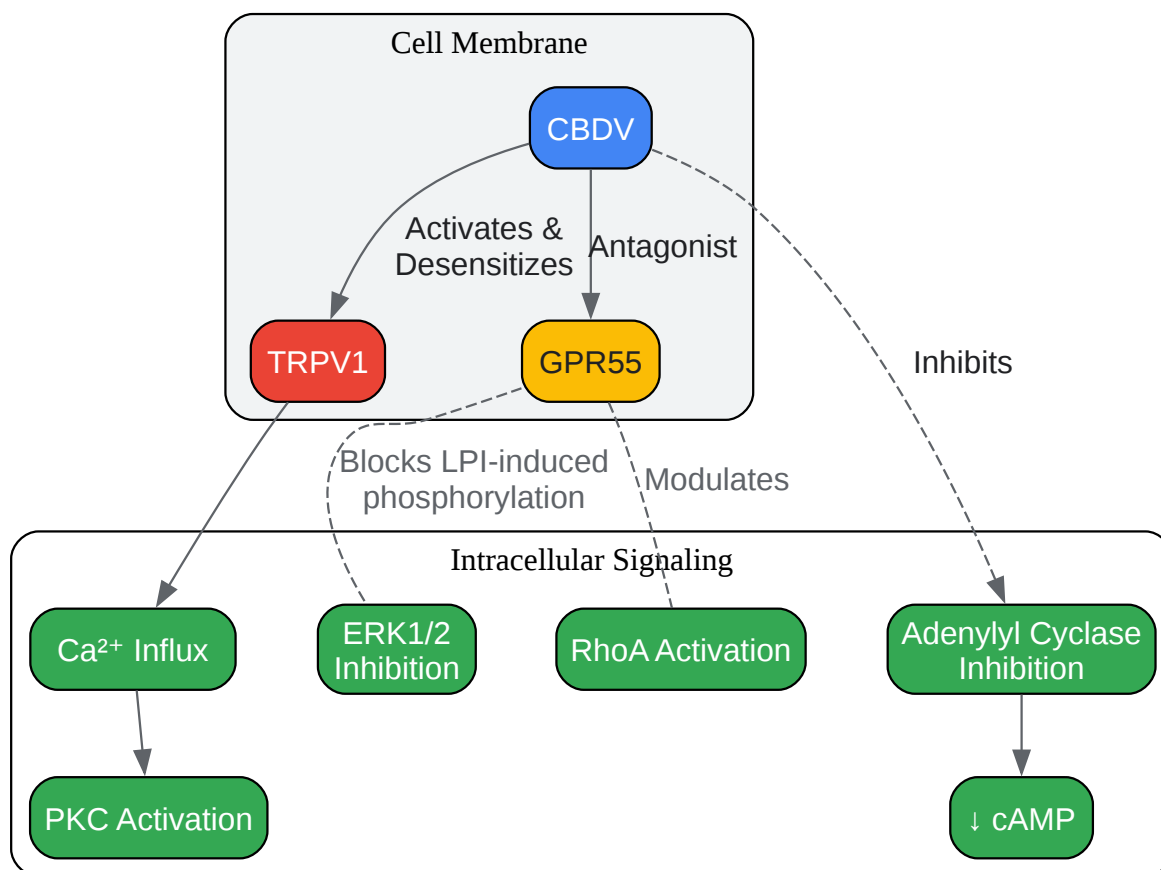 Cell Membrane
CBDV
Activates &
Desensitizes
Antagonist
TRPV1
GPR55
Inhibits
Blocks LPI-induced
phosphorylation
Modulates
Intracellular Signaling
Ca²⁺ Influx
ERK1/2
Inhibition
RhoA Activation
Adenylyl Cyclase
Inhibition
PKC Activation
↓ cAMP